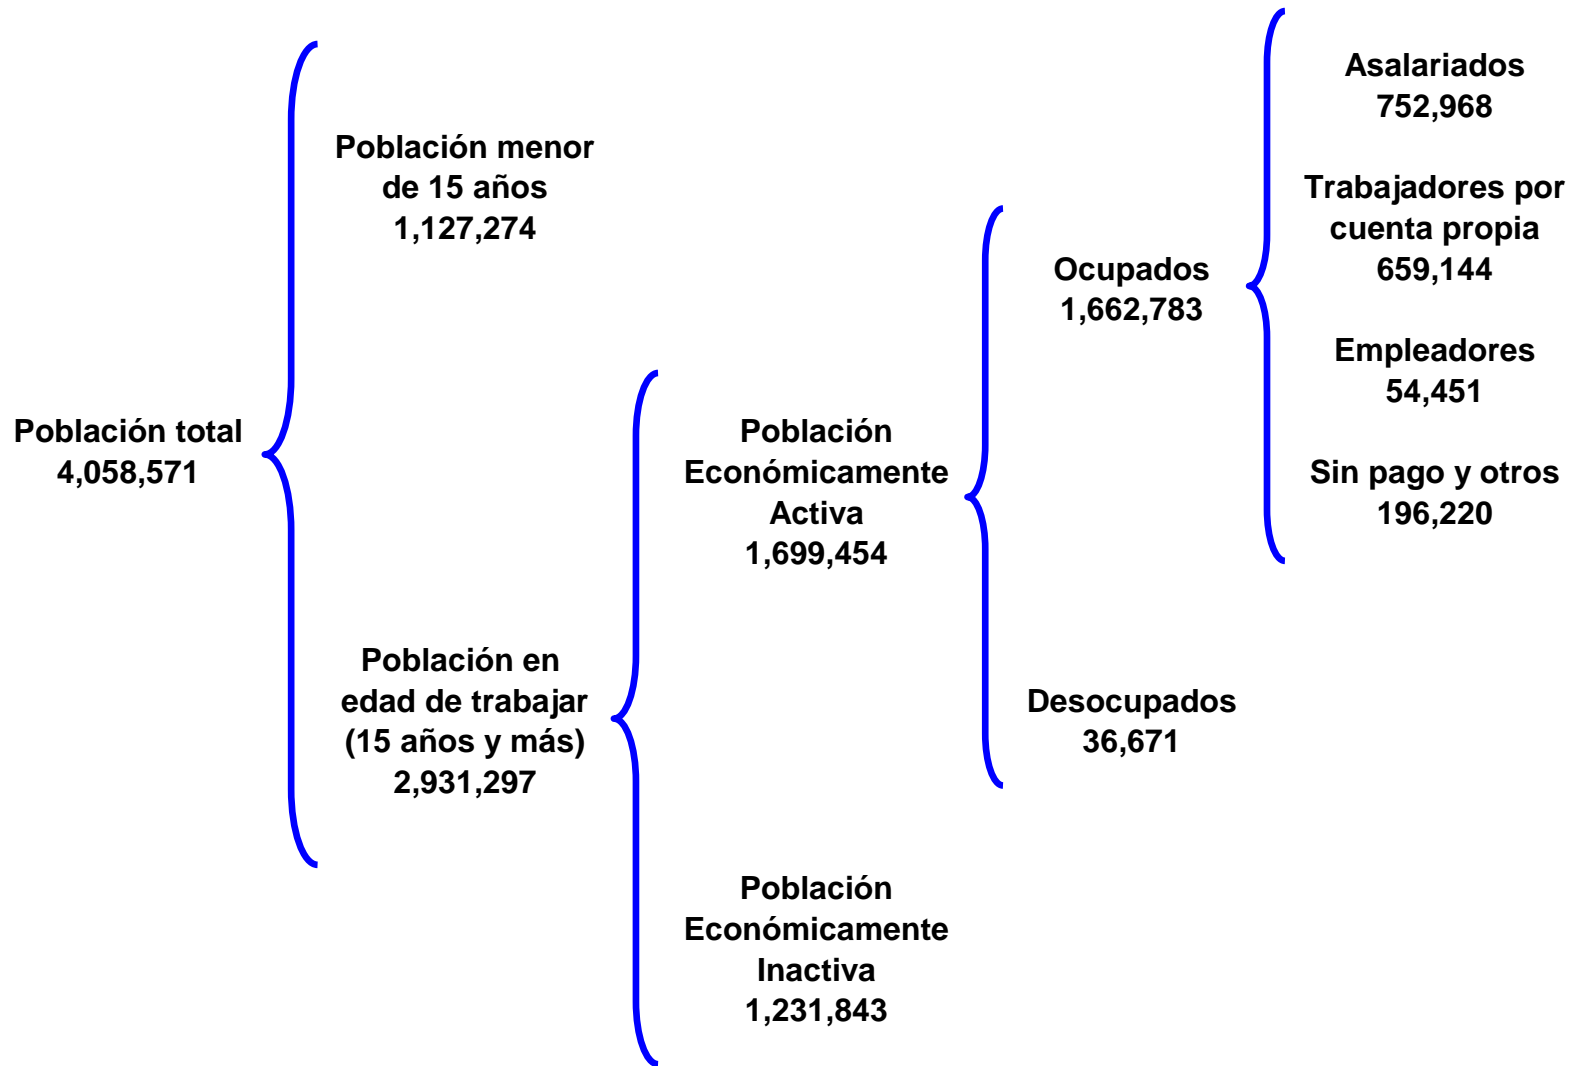 Población total
4,058,571
Población menor
de 15 años
1,127,274
Población en
edad de trabajar
(15 años y más)
2,931,297
Población
Económicamente
Activa
1,699,454
Población
Económicamente
Inactiva
1,231,843
Ocupados
1,662,783
Desocupados
36,671
Asalariados
752,968
Trabajadores por
cuenta propia
659,144
Empleadores
54,451
Sin pago y otros
196,220